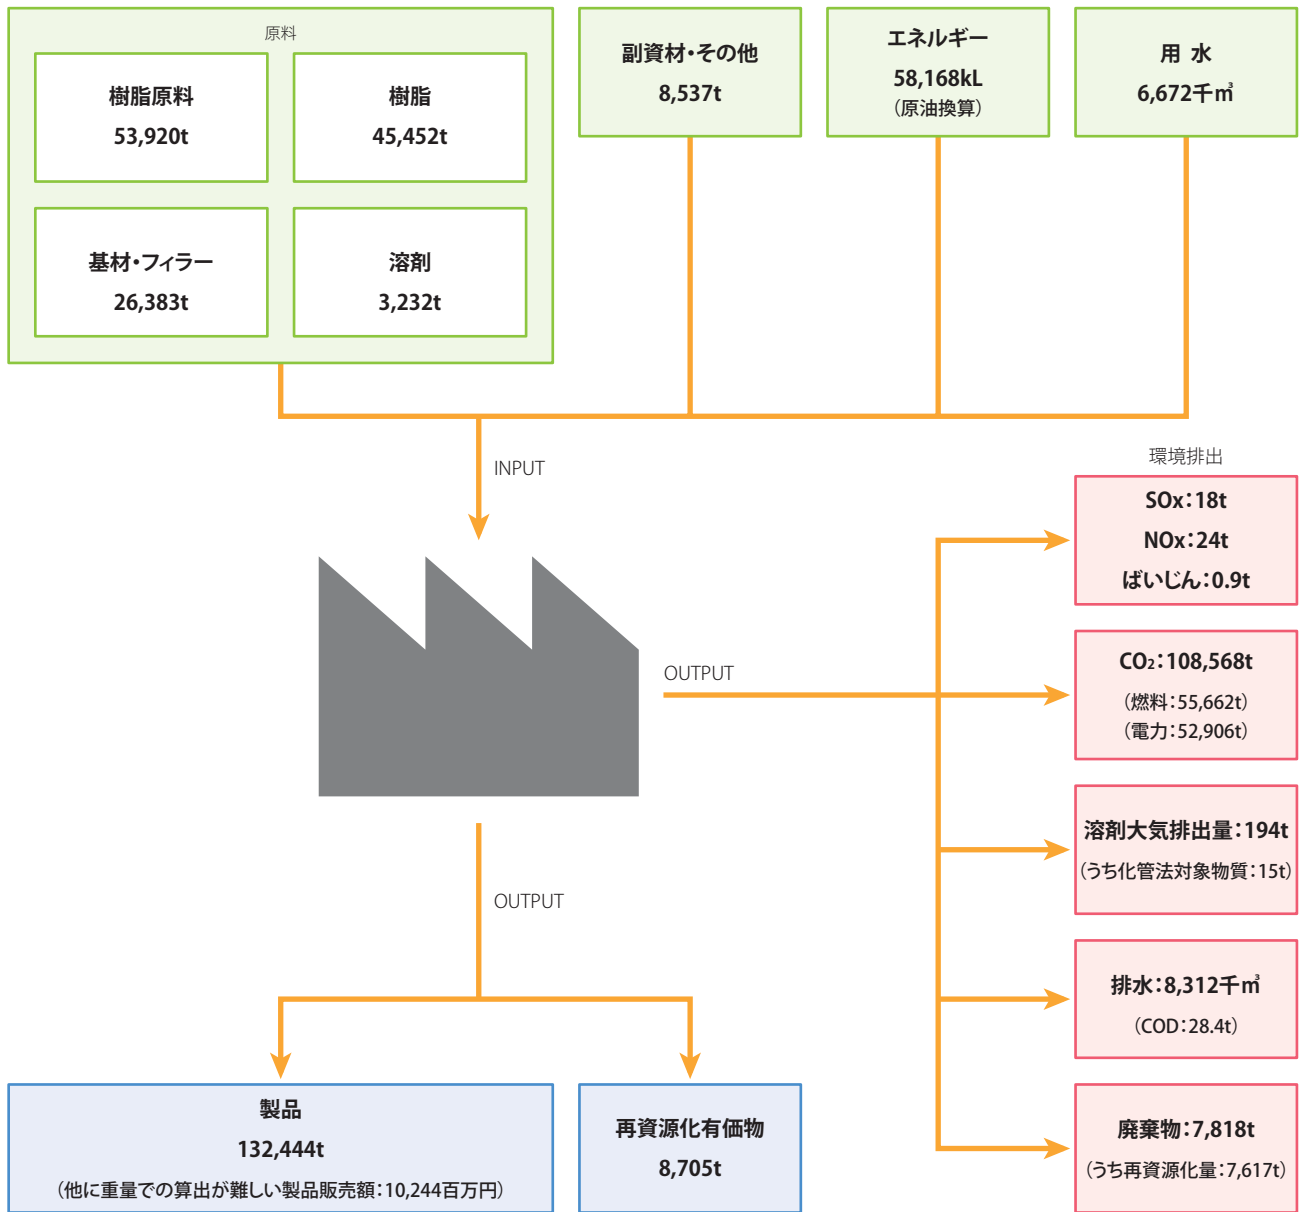 原料
樹脂原料
53,920t
樹脂
45,452t
基材・フィラー
26,383t
溶剤
3,232t
副資材・その他
8,537t
エネルギー
58,168kL
（原油換算）
用 水
6,672千㎥
INPUT
OUTPUT
環境排出
SOx：18t
NOx：24t
ばいじん：0.9t
CO₂：108,568t
（燃料：55,662t）
（電力：52,906t）
溶剤大気排出量：194t
（うち化管法対象物質：15t）
排水：8,312千㎥
（COD：28.4t）
廃棄物：7,818t
（うち再資源化量：7,617t）
OUTPUT
製品
132,444t
（他に重量での算出が難しい製品販売額：10,244百万円）
再資源化有価物
8,705t